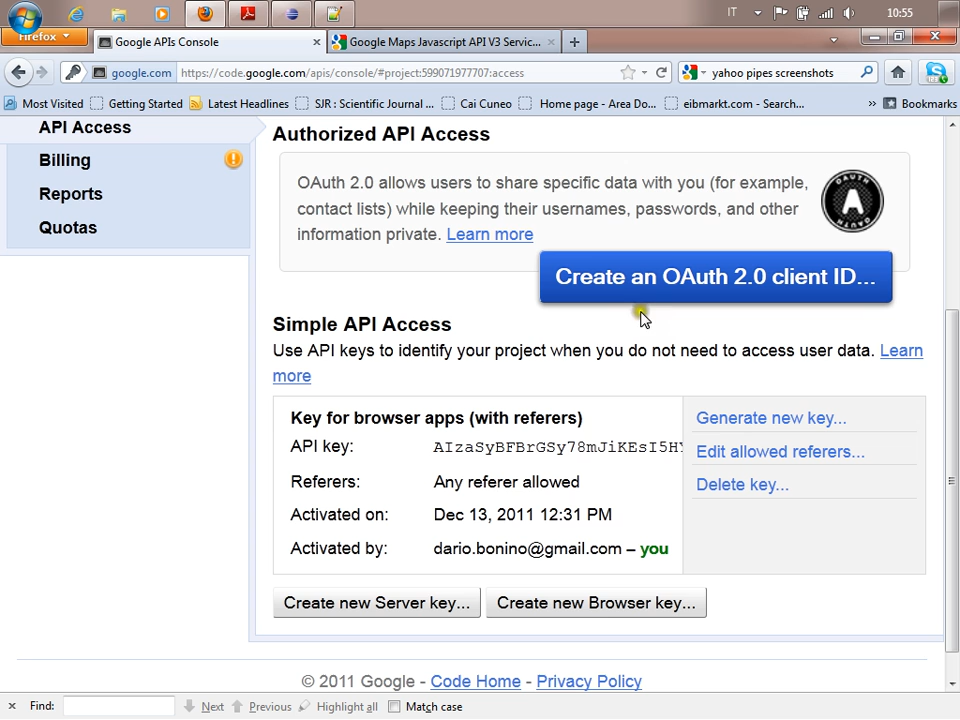 IT
10:55
Firefox
Google APIs Console
Google Maps Javascript API V3 Servic...
google.com
https://code.google.com/apis/console/#project:599071977707:access
yahoo pipes screenshots
Most Visited
Getting Started
Latest Headlines
SJR : Scientific Journal ...
Cai Cuneo
Home page - Area Do...
eibmarkt.com - Search...
»
Bookmarks
API Access
Billing
Reports
Quotas
Authorized API Access
OAuth 2.0 allows users to share specific data with you (for example,
contact lists) while keeping their usernames, passwords, and other
information private. Learn more
OAUTH
A
OAUTH
Create an OAuth 2.0 client ID...
Simple API Access
Use API keys to identify your project when you do not need to access user data. Learn
more
Key for browser apps (with referers)
API key: AIzaSyBFBrGSy78mJiKEsI5HY
Referers: Any referer allowed
Activated on: Dec 13, 2011 12:31 PM
Activated by: dario.bonino@gmail.com – you
Generate new key...
Edit allowed referers...
Delete key...
Create new Server key...
Create new Browser key...
© 2011 Google - Code Home - Privacy Policy
Find:
Next
Previous
Highlight all
Match case